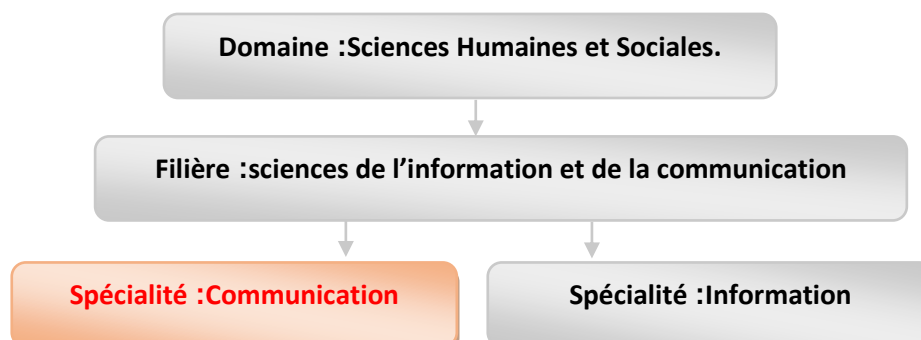 Domaine :Sciences Humaines et Sociales.
Filière :sciences de l’information et de la communication
Spécialité :Communication
Spécialité :Information